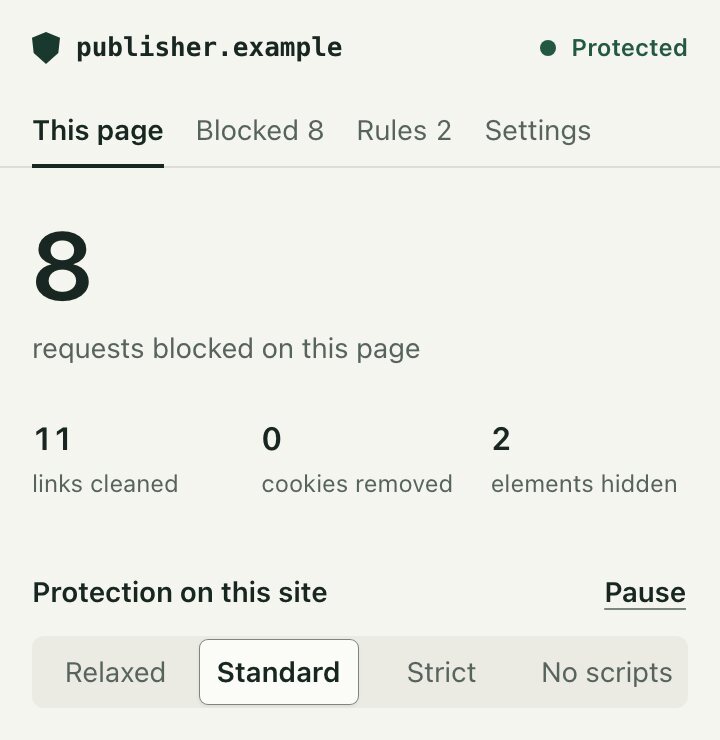 publisher.example
Protected
This page
Blocked 8
Rules 2
Settings
8
requests blocked on this page
11
0
2
links cleaned
cookies removed
elements hidden
Protection on this site
Pause
Relaxed
Standard
Strict
No scripts